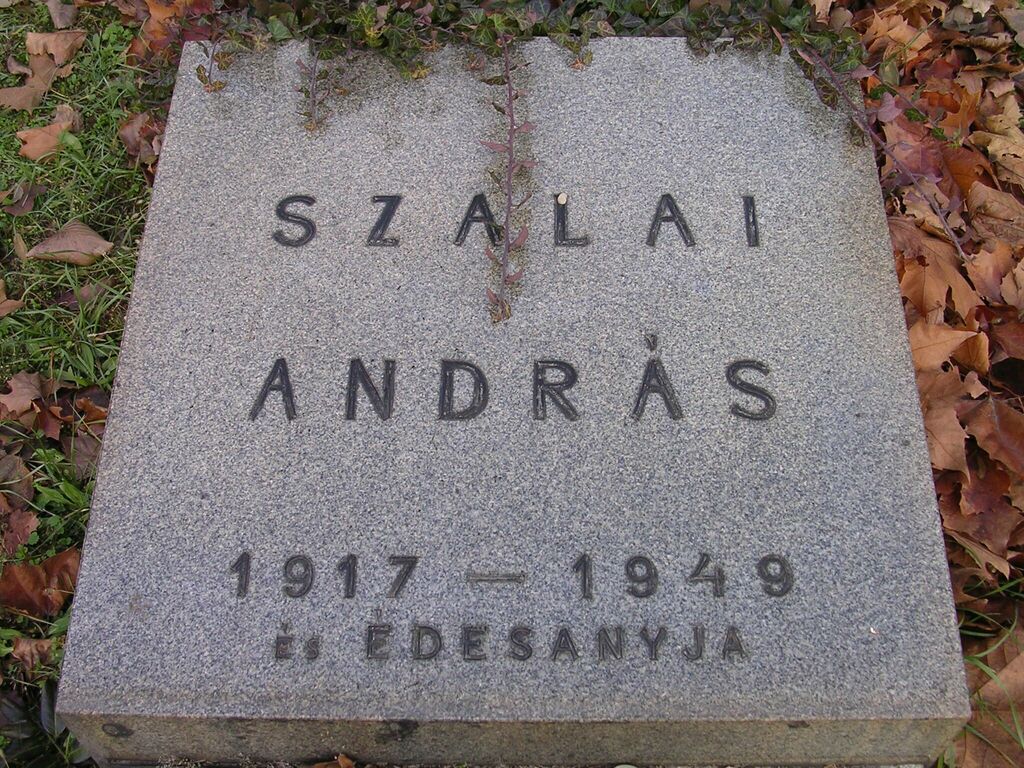 SZALAI
ANDRÁS
1917 — 1949
És ÉDESANYJA